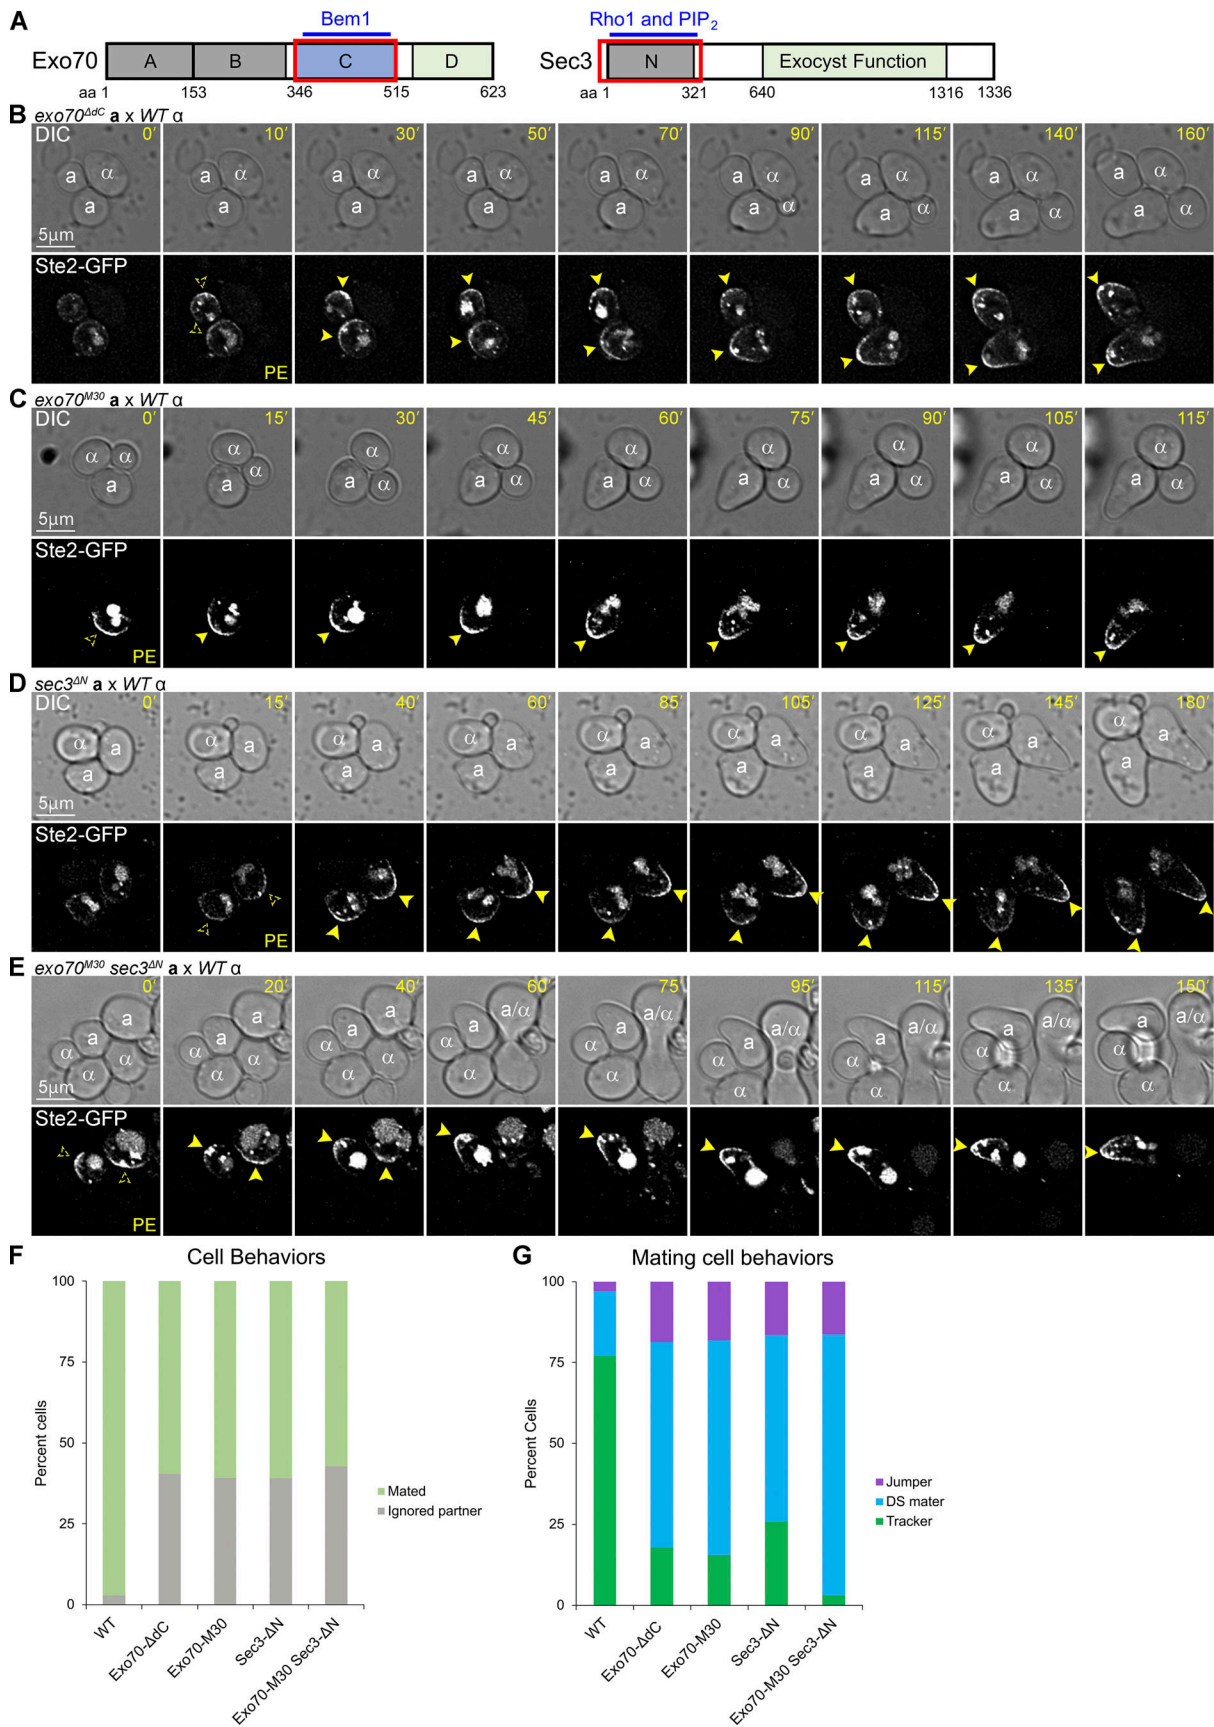 A
Bem1
Rho1 and PIP2
Exo70 A B C D
Sec3 N Exocyst Function
aa 1 153 346 515 623
aa 1 321 640 1316 1336
B exo70ΔdC a x WT α
DIC 0′ 10′ 30′ 50′ 70′ 90′ 115′ 140′ 160′
a α a α a α a α a α a α a α a α a α
a a a a a a α a α a α a α
5μm
Ste2-GFP
PE
C exo70M30 a x WT α
DIC 0′ 15′ 30′ 45′ 60′ 75′ 90′ 105′ 115′
α α α α α α α α α α
a a α a α a α a α a α a α a α a α
5μm
Ste2-GFP
PE
D sec3ΔN a x WT α
DIC 0′ 15′ 40′ 60′ 85′ 105′ 125′ 145′ 180′
α a α a α a α a α a α a α a α a α a
a a a a a a a a a
5μm
Ste2-GFP
PE
E exo70M30 sec3ΔN a x WT α
0′ 20′ 40′ 60′ 75′ 95′ 115′ 135′ 150′
a a a a/α a/α a/α a/α a/α a/α
a a a a a a a a a
α α α α α α α α α α
α α α α α α
5μm
Ste2-GFP
PE
F Cell Behaviors
Percent cells
100
75
50
25
0
WT
Exo70-ΔdC
Exo70-M30
Sec3-ΔN
Exo70-M30 Sec3-ΔN
Mated
Ignored partner
G Mating cell behaviors
Percent Cells
100
75
50
25
0
WT
Exo70-ΔdC
Exo70-M30
Sec3-ΔN
Exo70-M30 Sec3-ΔN
Jumper
DS mater
Tracker